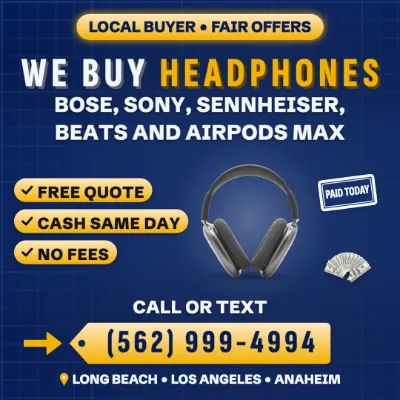 LOCAL BUYER • FAIR OFFERS
WE BUY HEADPHONES
BOSE, SONY, SENNHEISER,
BEATS AND AIRPODS MAX
✓ FREE QUOTE
✓ CASH SAME DAY
✓ NO FEES
PAID TODAY
CALL OR TEXT
(562) 999-4994
LONG BEACH • LOS ANGELES • ANAHEIM